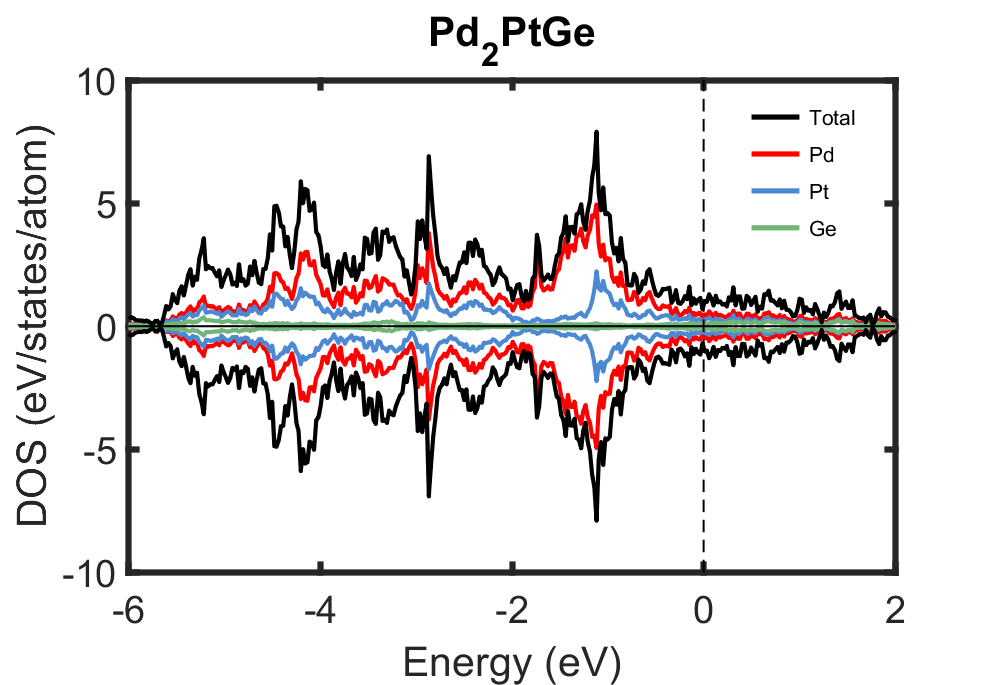 Pd₂PtGe
DOS (eV/states/atom)
10
5
0
-5
-10
Total
Pd
Pt
Ge
-6 -4 -2 0 2
Energy (eV)